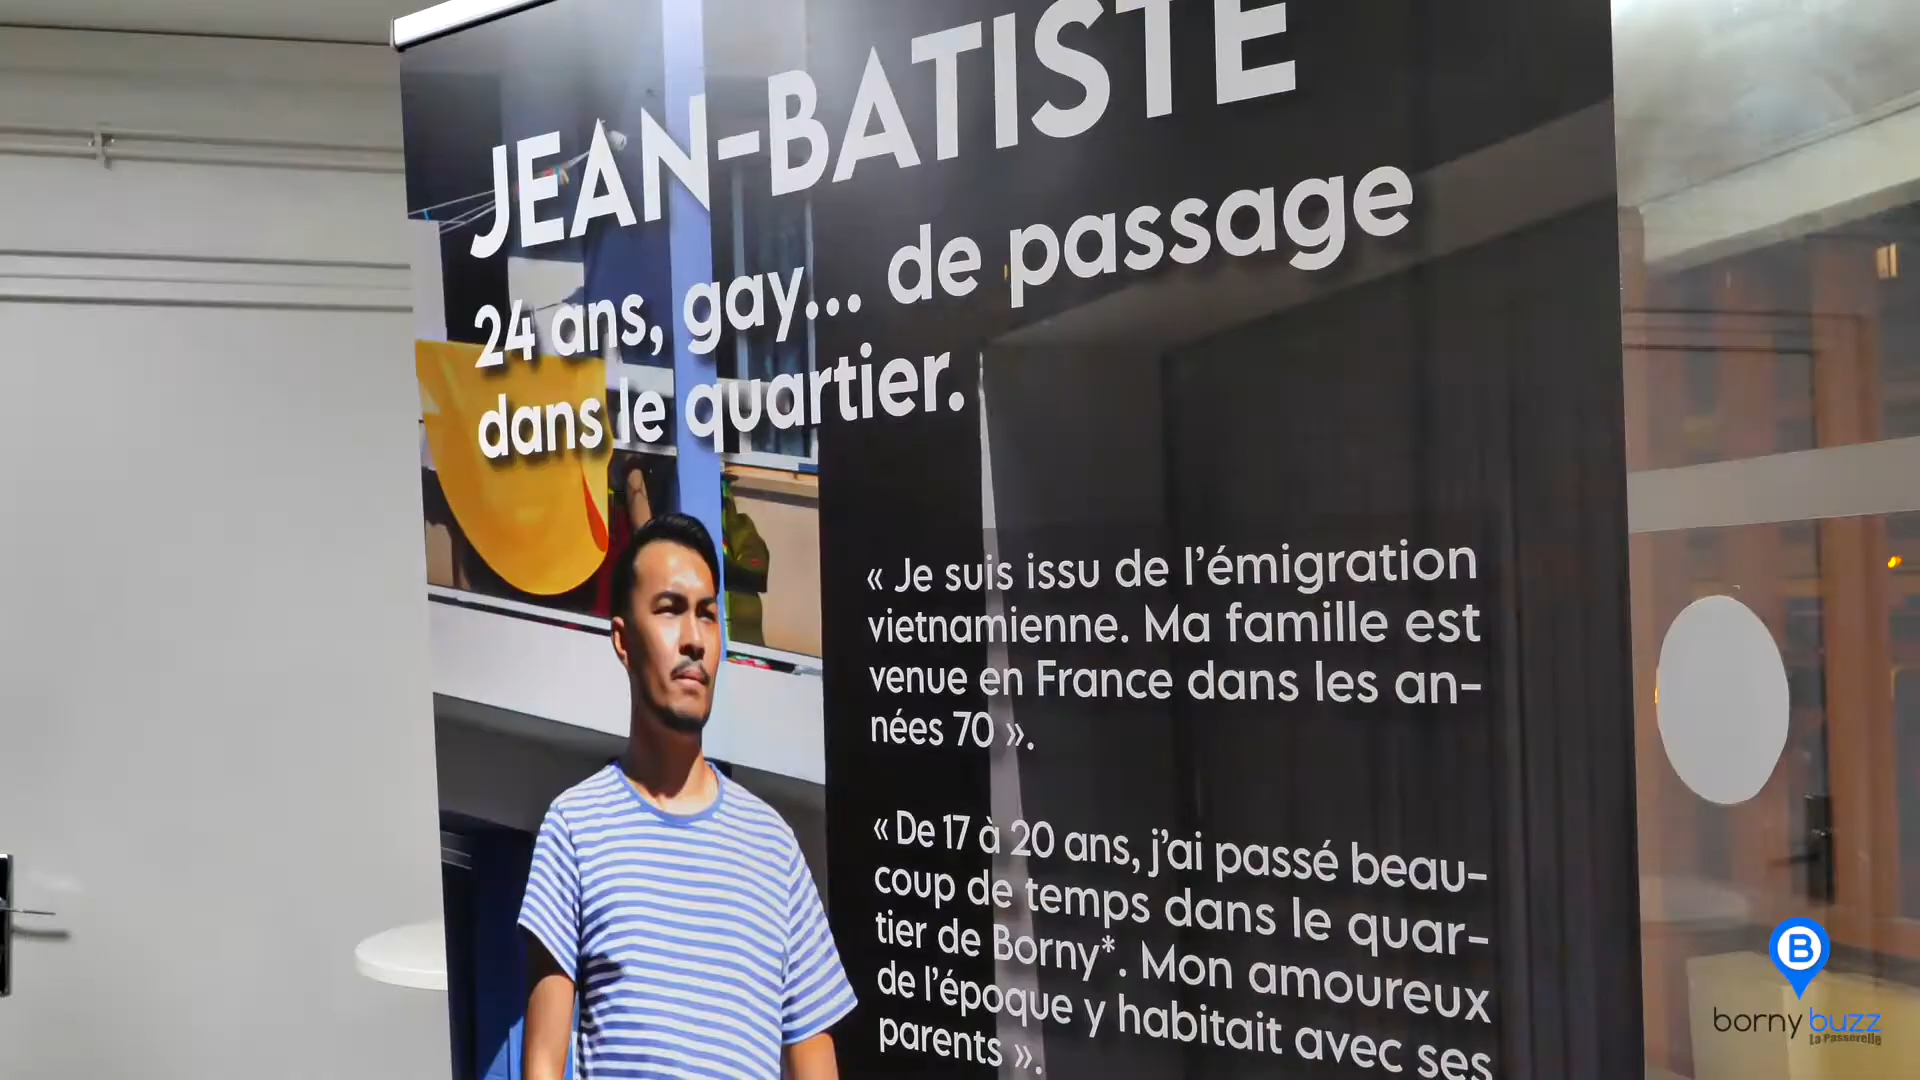 JEAN-BATISTE
24 ans, gay... de passage
dans le quartier.
« Je suis issu de l’émigration
vietnamienne. Ma famille est
venue en France dans les an-
nées 70 ».
« De 17 à 20 ans, j’ai passé beau-
coup de temps dans le quar-
tier de Borny*. Mon amoureux
de l’époque y habitait avec ses
parents ».
B
borny buzz
La Passerelle